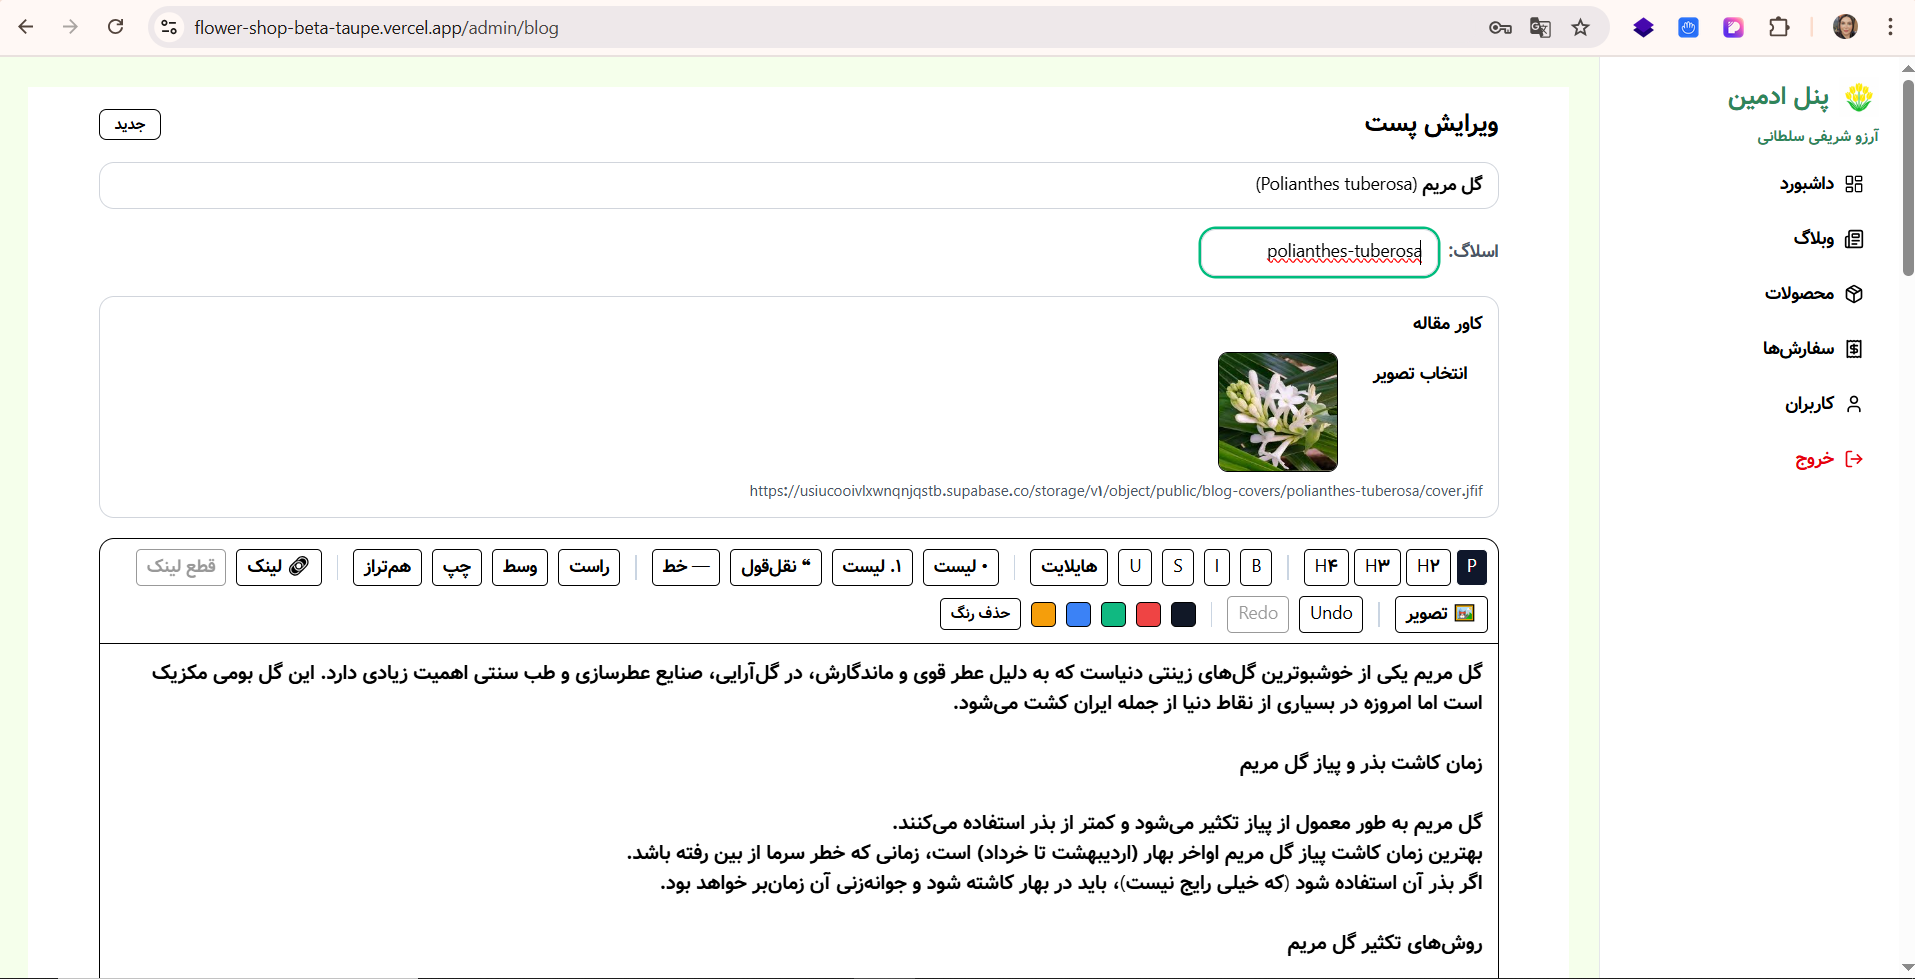 flower-shop-beta-taupe.vercel.app/admin/blog
پنل ادمین
آرزو شریفی سلطانی
داشبورد
وبلاگ
محصولات
سفارش‌ها
کاربران
خروج
ویرایش پست
جدید
گل مریم (Polianthes tuberosa)
اسلاگ:
polianthes-tuberosa
کاور مقاله
انتخاب تصویر
https://usiucooivlxwnqnjqstb.supabase.co/storage/v۱/object/public/blog-covers/polianthes-tuberosa/cover.jfif
P H۲ H۳ H۴ B I S U هایلایت • لیست ۱. لیست ❝ نقل‌قول — خط راست وسط چپ هم‌تراز لینک قطع لینک
تصویر Undo Redo حذف رنگ
گل مریم یکی از خوشبوترین گل‌های زینتی دنیاست که به دلیل عطر قوی و ماندگارش، در گل‌آرایی، صنایع عطرسازی و طب سنتی اهمیت زیادی دارد. این گل بومی مکزیک
است اما امروزه در بسیاری از نقاط دنیا از جمله ایران کشت می‌شود.
زمان کاشت بذر و پیاز گل مریم
گل مریم به طور معمول از پیاز تکثیر می‌شود و کمتر از بذر استفاده می‌کنند.
بهترین زمان کاشت پیاز گل مریم اواخر بهار (اردیبهشت تا خرداد) است، زمانی که خطر سرما از بین رفته باشد.
اگر بذر آن استفاده شود (که خیلی رایج نیست)، باید در بهار کاشته شود و جوانه‌زنی آن زمان‌بر خواهد بود.
روش‌های تکثیر گل مریم